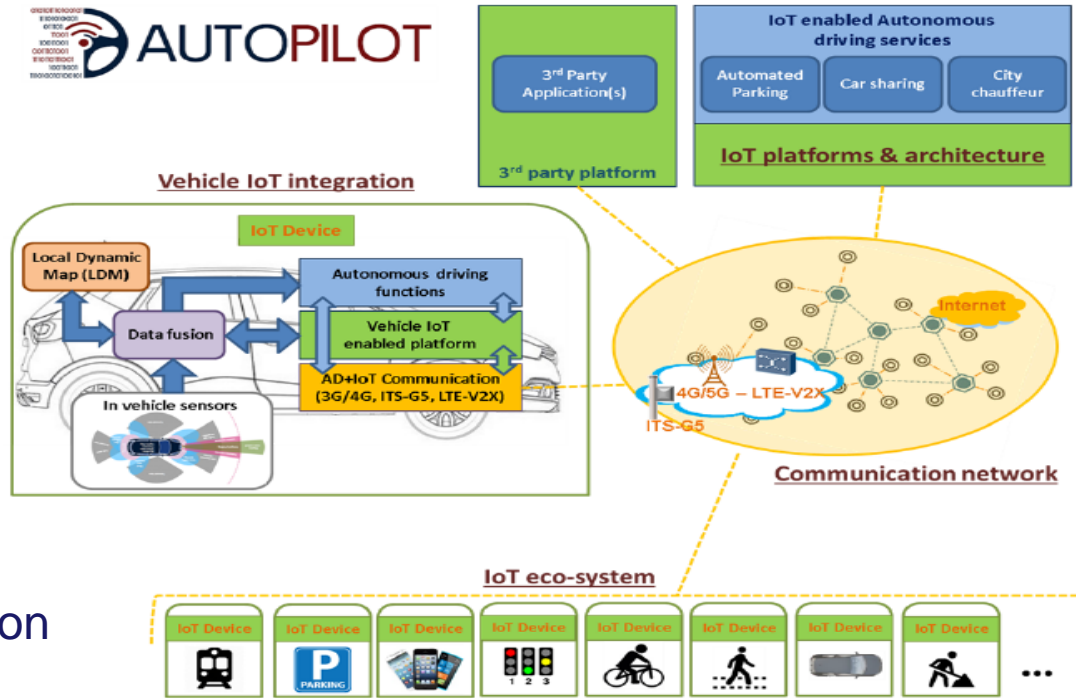 AUTOPILOT
3rd Party
Application(s)
3rd party platform
IoT enabled Autonomous
driving services
Automated
Parking
Car sharing
City
chauffeur
IoT platforms & architecture
Vehicle IoT integration
IoT Device
Local Dynamic
Map (LDM)
Autonomous driving
functions
Data fusion
Vehicle IoT
enabled platform
AD+IoT Communication
(3G/4G, ITS-G5, LTE-V2X)
In vehicle sensors
Internet
4G/5G – LTE-V2X
ITS-G5
Communication network
IoT eco-system
on
IoT Device
IoT Device
IoT Device
IoT Device
IoT Device
IoT Device
IoT Device
IoT Device
P
PARKING
1 2 3
...